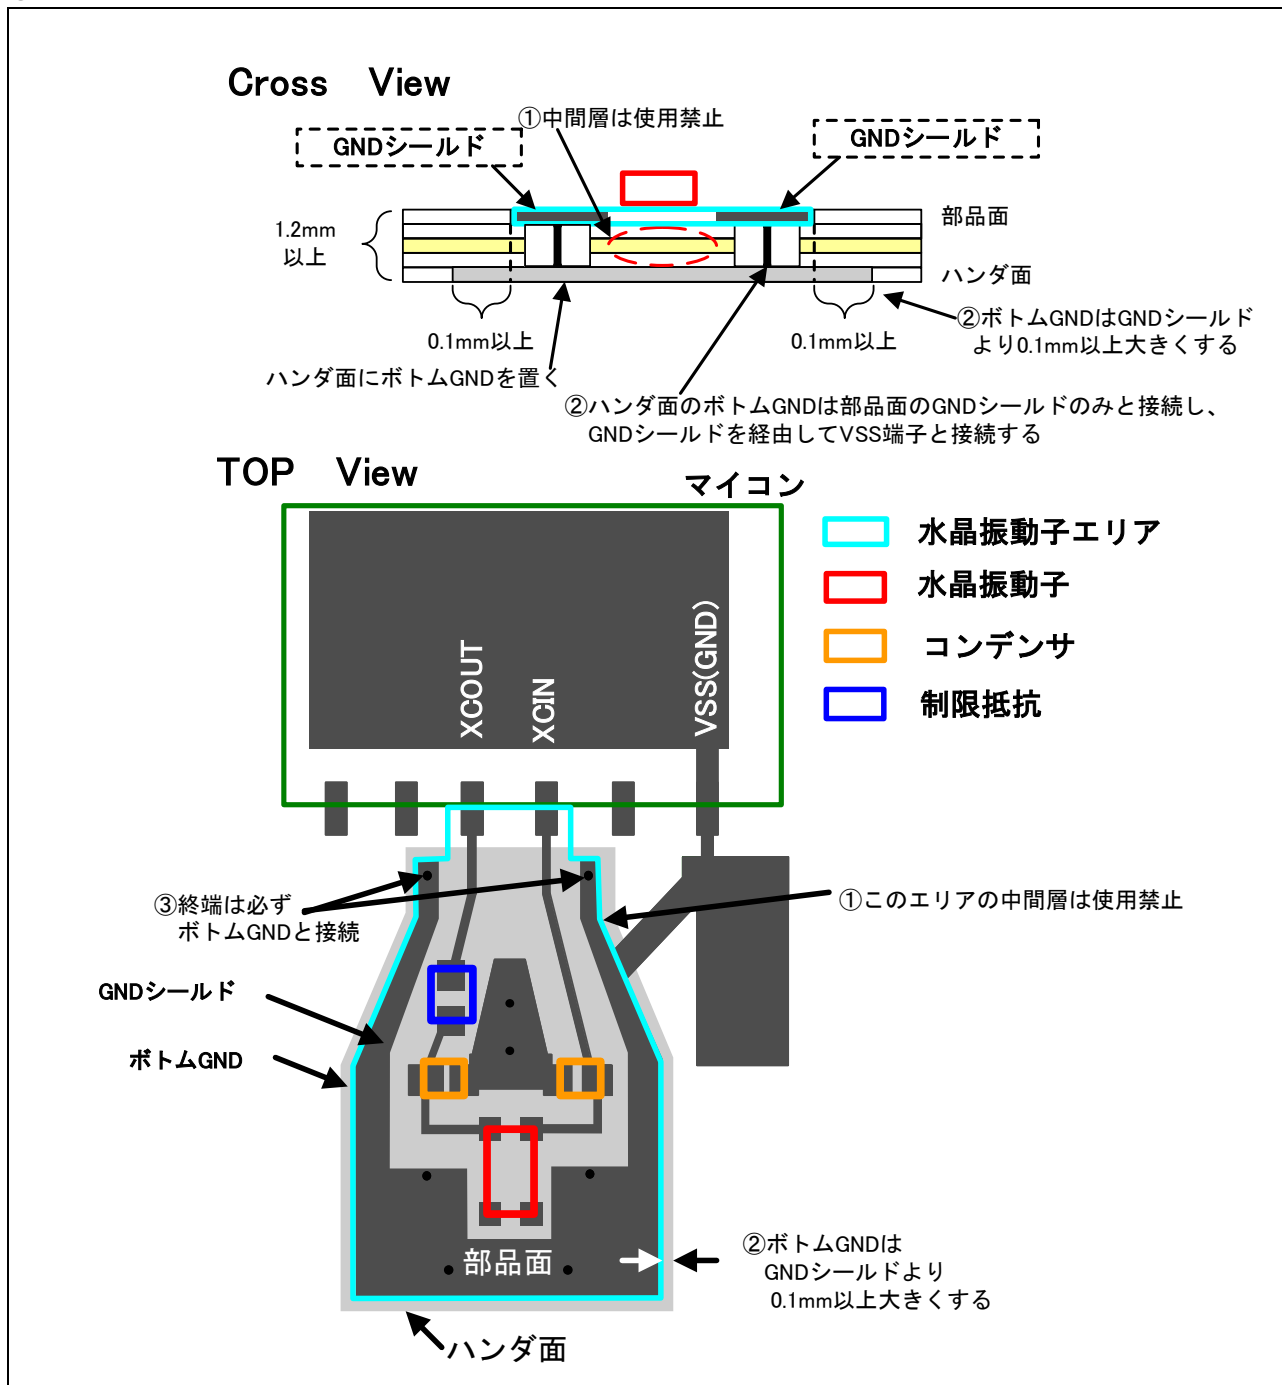 Cross View
①中間層は使用禁止
GNDシールド
GNDシールド
1.2mm
以上
部品面
ハンダ面
0.1mm以上
0.1mm以上
②ボトムGNDはGNDシールド
より0.1mm以上大きくする
ハンダ面にボトムGNDを置く
②ハンダ面のボトムGNDは部品面のGNDシールドのみと接続し、
GNDシールドを経由してVSS端子と接続する
TOP View
マイコン
水晶振動子エリア
水晶振動子
コンデンサ
制限抵抗
XCOUT
XCIN
VSS(GND)
③終端は必ず
ボトムGNDと接続
①このエリアの中間層は使用禁止
GNDシールド
ボトムGND
部品面
②ボトムGNDは
GNDシールドより
0.1mm以上大きくする
ハンダ面